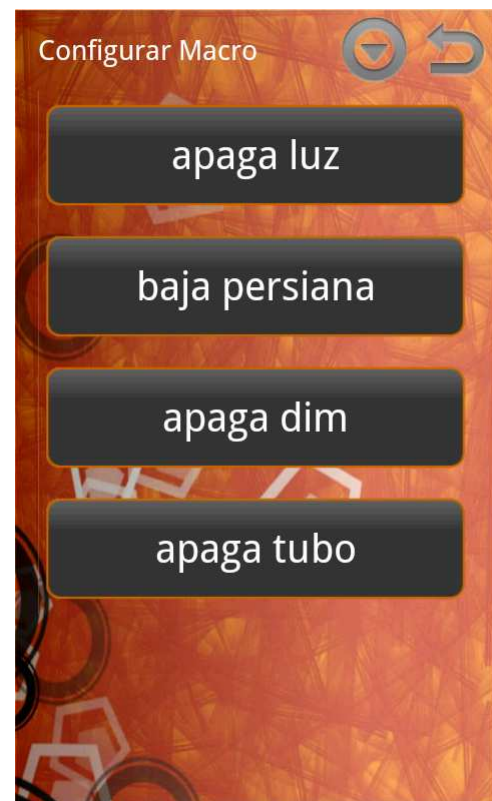 Configurar Macro
apaga luz
baja persiana
apaga dim
apaga tubo